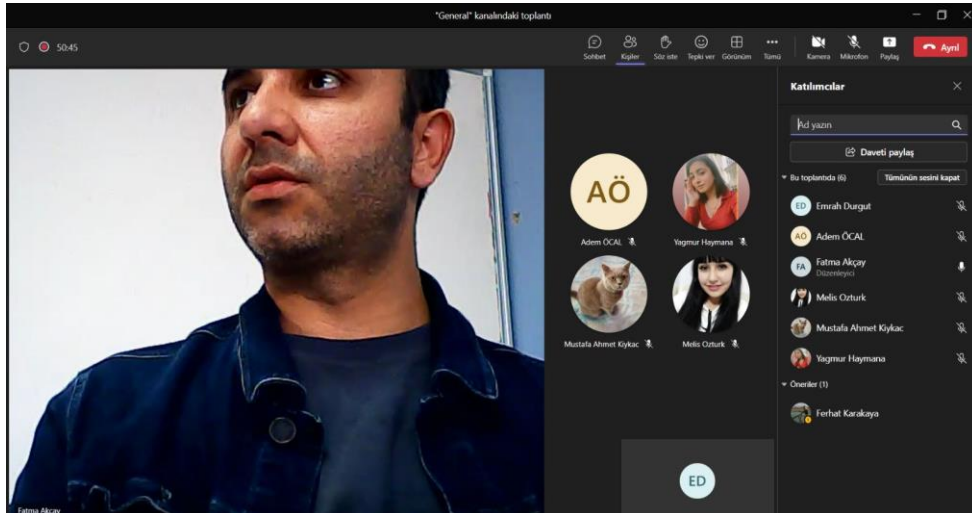 "General" kanalındaki toplantı
50:45
Sohbet
Kişiler
Söz iste
Tepki ver
Görünüm
Tümü
Kamera
Mikrofon
Paylaş
Ayrıl
AÖ
Adem ÖCAL
Yagmur Haymana
Mustafa Ahmet Kiykac
Melis Ozturk
ED
Fatma Akçay
Katılımcılar
Ad yazın
Daveti paylaş
Bu toplantıda (6)
Tümünün sesini kapat
ED Emrah Durgut
AÖ Adem ÖCAL
FA Fatma Akçay
Düzenleyici
Melis Ozturk
Mustafa Ahmet Kiykac
Yagmur Haymana
Öneriler (1)
Ferhat Karakaya